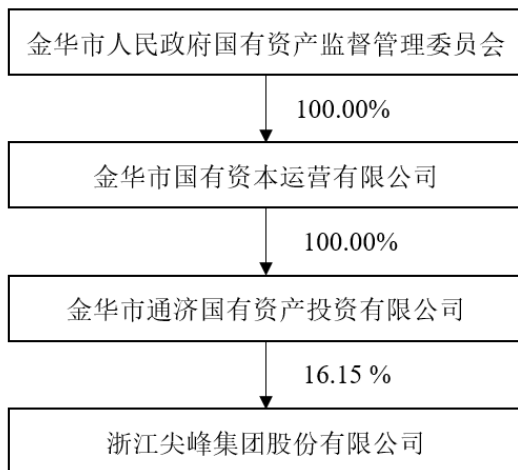 金华市人民政府国有资产监督管理委员会
100.00%
金华市国有资本运营有限公司
100.00%
金华市通济国有资产投资有限公司
16.15 %
浙江尖峰集团股份有限公司